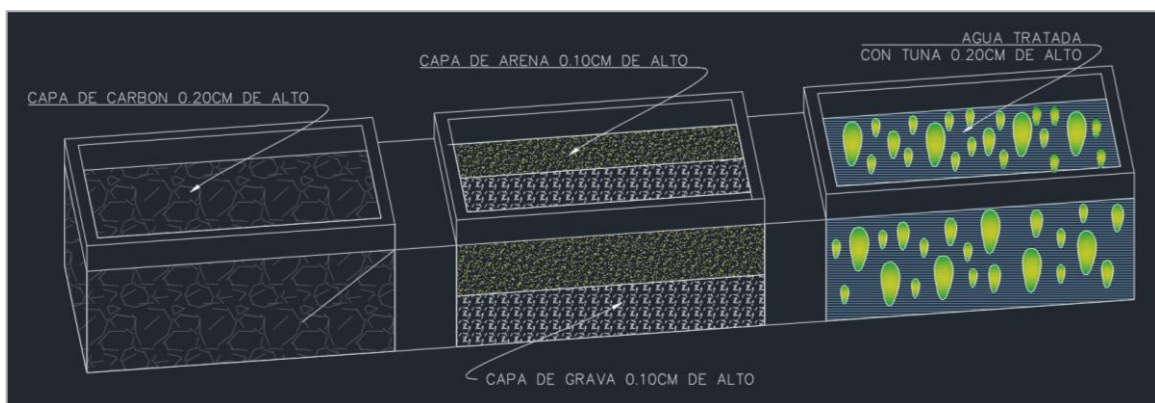 CAPA DE CARBON 0.20CM DE ALTO
CAPA DE ARENA 0.10CM DE ALTO
AGUA TRATADA
CON TUNA 0.20CM DE ALTO
CAPA DE GRAVA 0.10CM DE ALTO